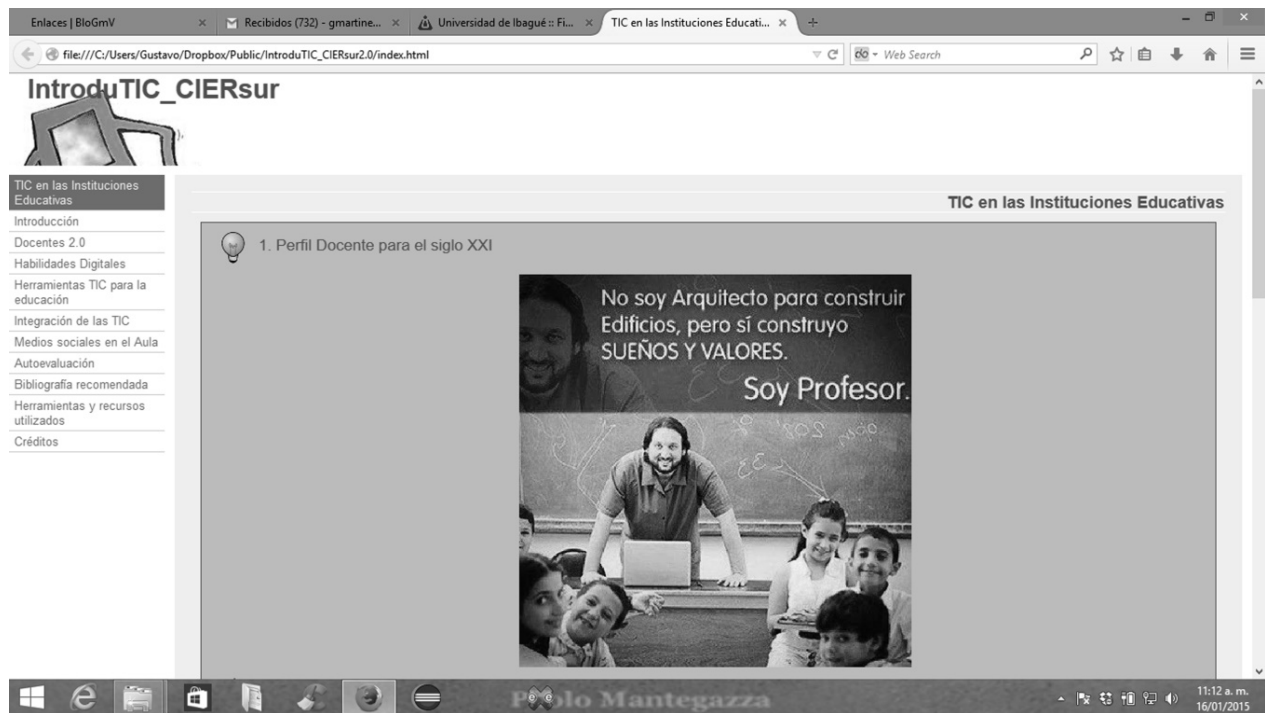 Enlaces | BloGmV
Recibidos (732) - gmartine...
Universidad de Ibagué :: Fi...
TIC en las Instituciones Educati...
file:///C:/Users/Gustavo/Dropbox/Public/IntroduTIC_CIERsur2.0/index.html
Web Search
IntroduTIC_CIERsur
TIC en las Instituciones
Educativas
Introducción
Docentes 2.0
Habilidades Digitales
Herramientas TIC para la
educación
Integración de las TIC
Medios sociales en el Aula
Autoevaluación
Bibliografía recomendada
Herramientas y recursos
utilizados
Créditos
TIC en las Instituciones Educativas
1. Perfil Docente para el siglo XXI
No soy Arquitecto para construir
Edificios, pero sí construyo
SUEÑOS Y VALORES.
Soy Profesor.
Mantegazza
11:12 a. m.
16/01/2015